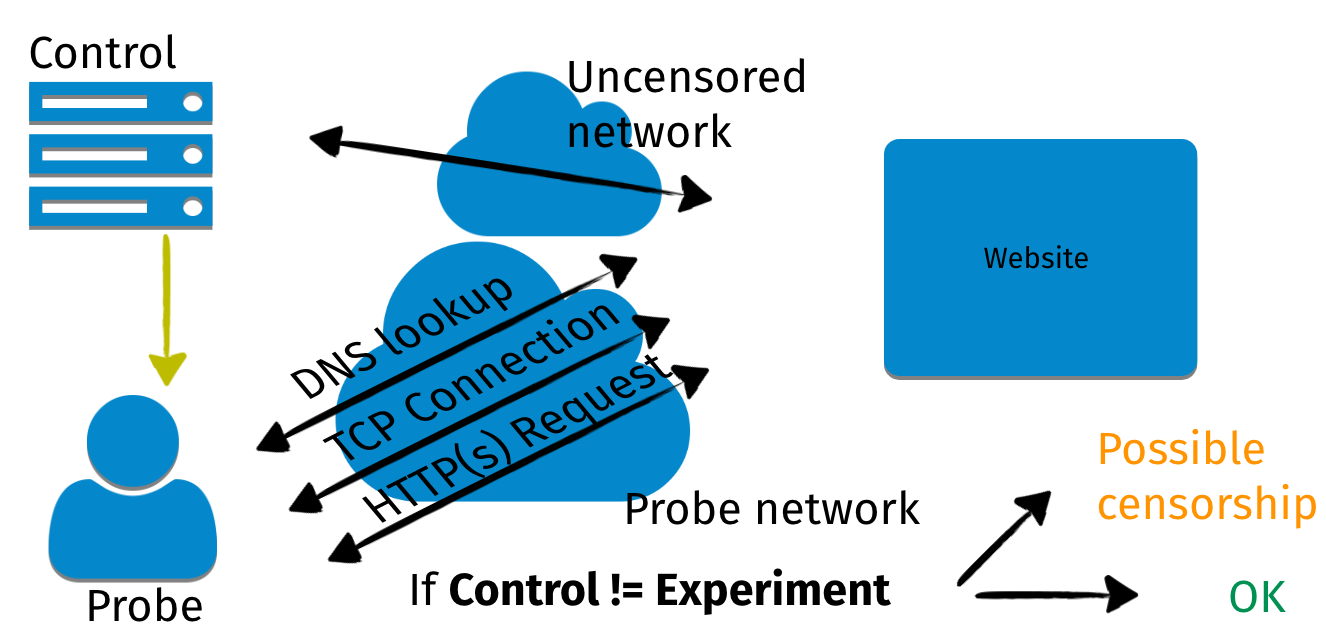 Control
Uncensored
network
Website
DNS lookup
TCP Connection
HTTP(s) Request
Possible
censorship
Probe network
If Control != Experiment
OK
Probe